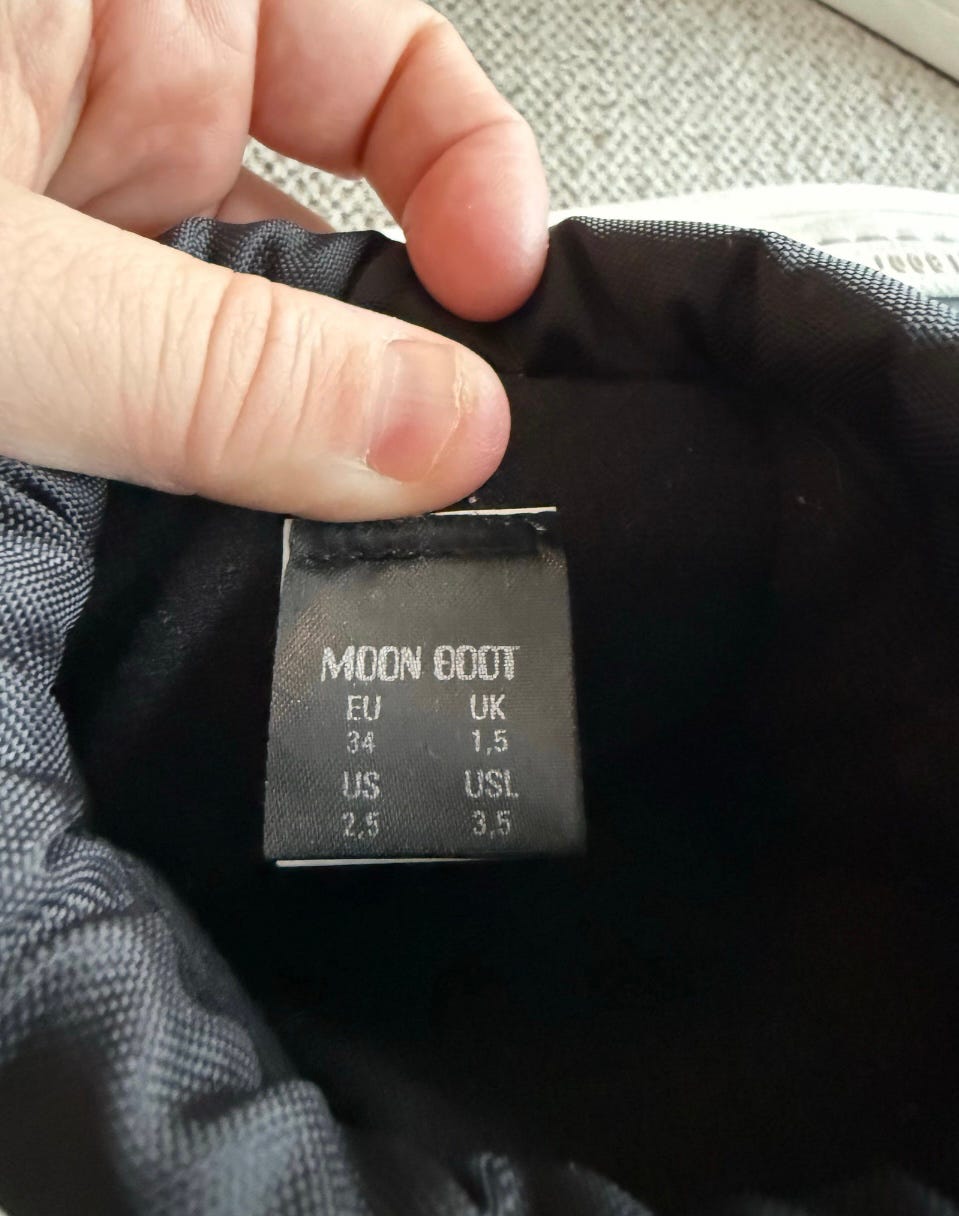 MOON BOOT
EU UK
34 1,5
US USL
2,5 3,5